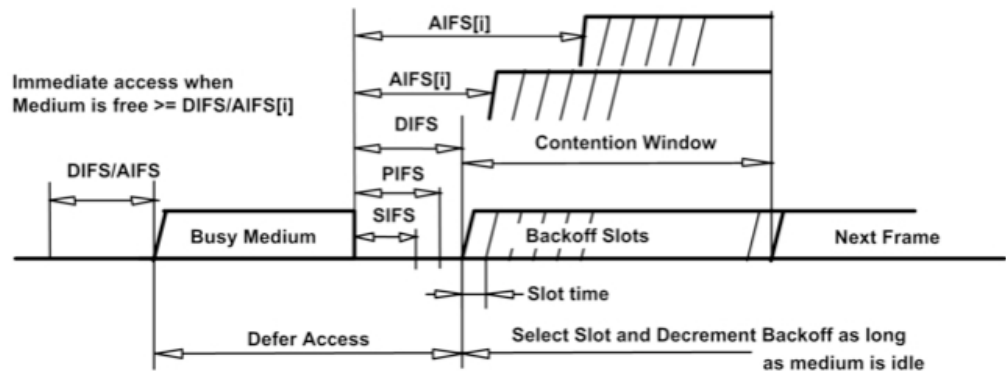 AIFS[i]
Immediate access when
Medium is free >= DIFS/AIFS[i]
AIFS[i]
DIFS
Contention Window
DIFS/AIFS
PIFS
SIFS
Busy Medium
Backoff Slots
Next Frame
Slot time
Defer Access
Select Slot and Decrement Backoff as long
as medium is idle